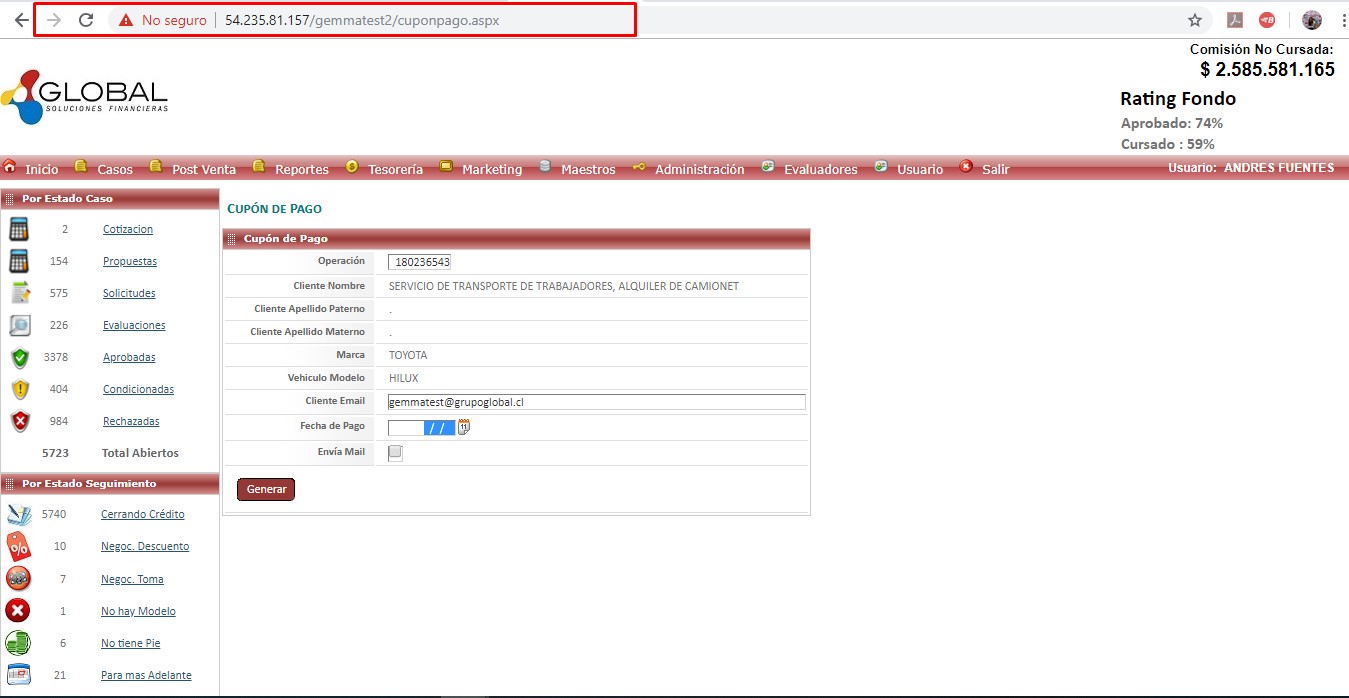 No seguro 54.235.81.157/gemmatest2/cuponpago.aspx
Comisión No Cursada:
$ 2.585.581.165
GLOBAL
SOLUCIONES FINANCIERAS
Rating Fondo
Aprobado: 74%
Cursado : 59%
Inicio Casos Post Venta Reportes Tesorería Marketing Maestros Administración Evaluadores Usuario Salir Usuario: ANDRES FUENTES
Por Estado Caso
2 Cotizacion
154 Propuestas
575 Solicitudes
226 Evaluaciones
3378 Aprobadas
404 Condicionadas
984 Rechazadas
5723 Total Abiertos
Por Estado Seguimiento
5740 Cerrando Crédito
10 Negoc. Descuento
7 Negoc. Toma
1 No hay Modelo
6 No tiene Pie
21 Para mas Adelante
CUPÓN DE PAGO
Cupón de Pago
Operación 180236543
Cliente Nombre SERVICIO DE TRANSPORTE DE TRABAJADORES, ALQUILER DE CAMIONET
Cliente Apellido Paterno .
Cliente Apellido Materno .
Marca TOYOTA
Vehiculo Modelo HILUX
Cliente Email gemmatest@grupoglobal.cl
Fecha de Pago / /
Envía Mail
Generar